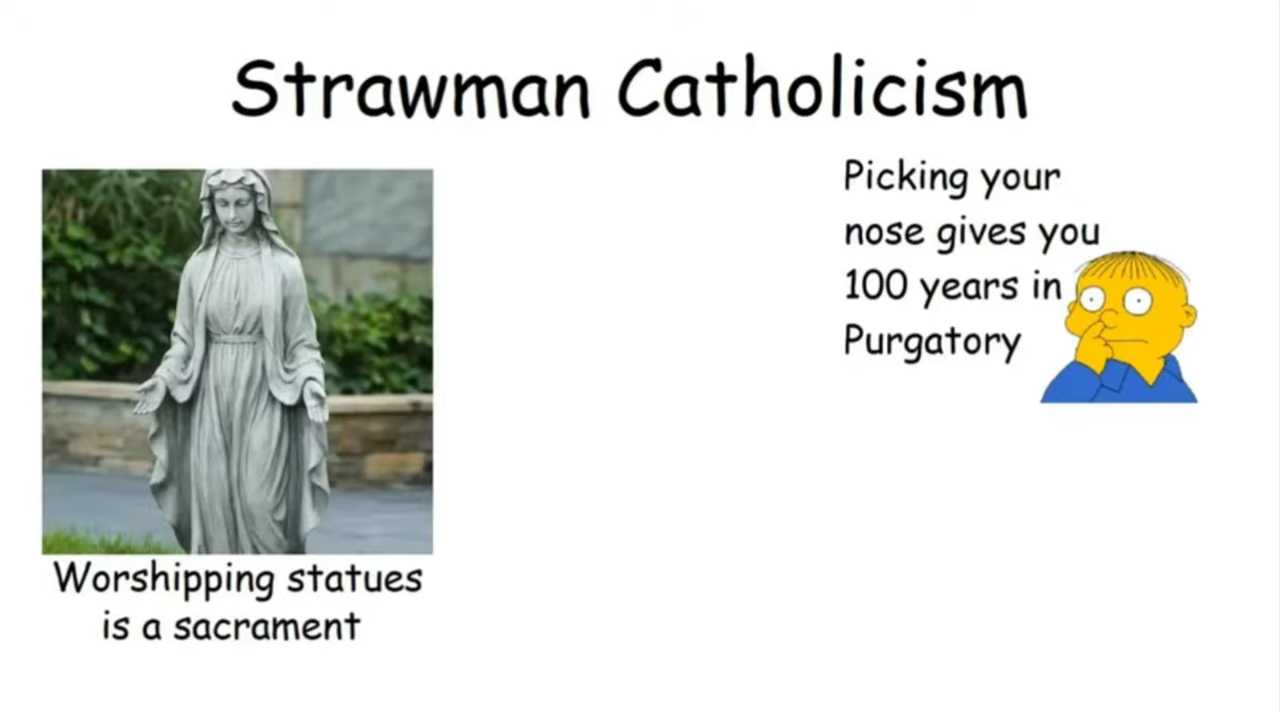 Strawman Catholicism
Picking your
nose gives you
100 years in
Purgatory
Worshipping statues
is a sacrament